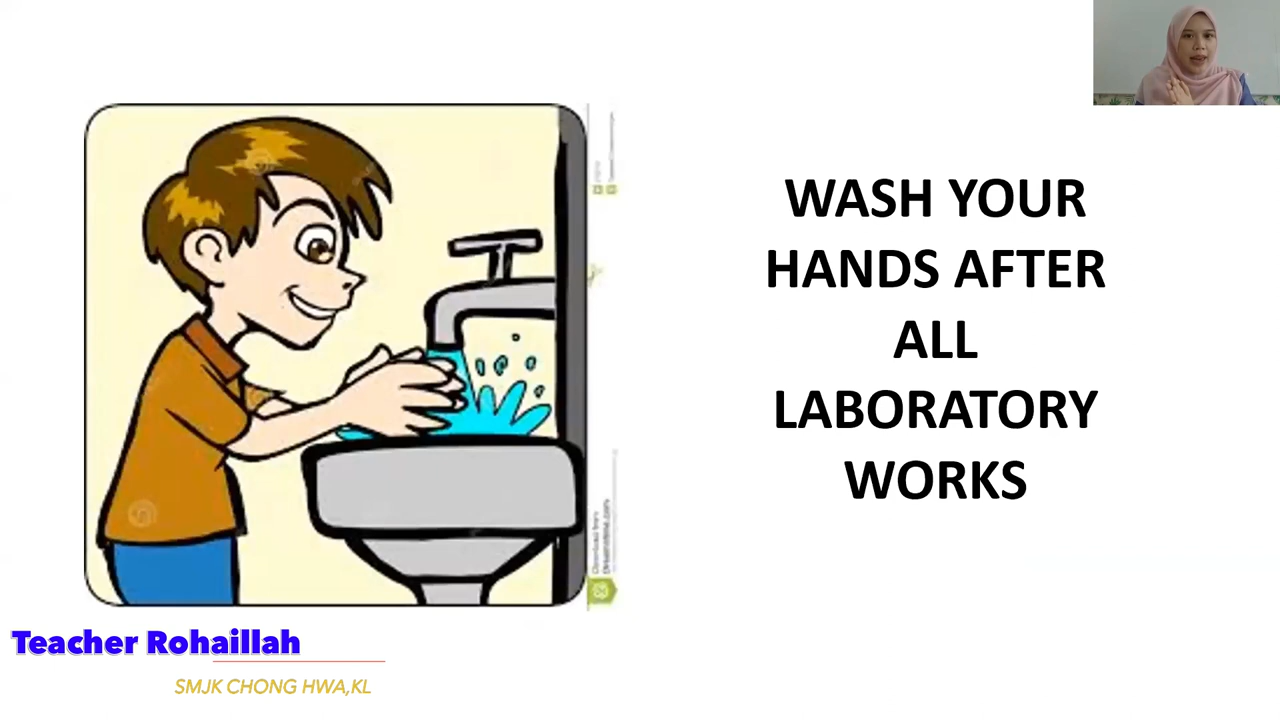 WASH YOUR
HANDS AFTER
ALL
LABORATORY
WORKS
Teacher Rohaillah
SMJK CHONG HWA,KL